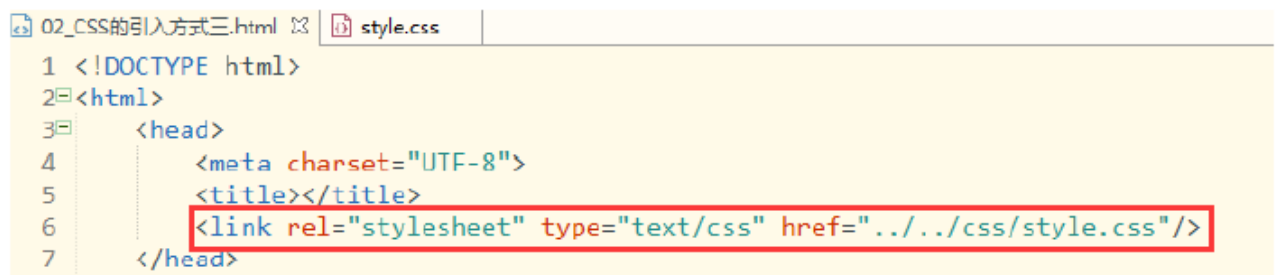 02_CSS的引入方式三.html style.css
1 <!DOCTYPE html>
2 <html>
3 <head>
4 <meta charset="UTF-8">
5 <title></title>
6 <link rel="stylesheet" type="text/css" href="../../css/style.css"/>
7 </head>